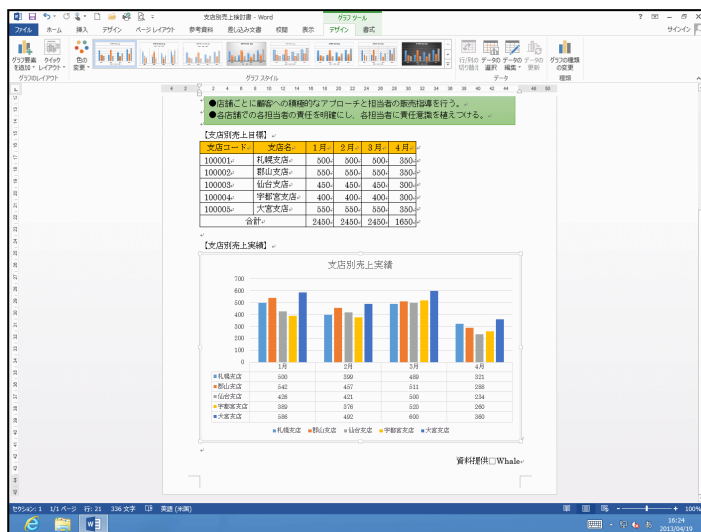 支店別売上検討書 - Word
グラフ ツール
サインイン
ファイル ホーム 挿入 デザイン ページ レイアウト 参考資料 差し込み文書 校閲 表示 デザイン 書式
グラフ要素を追加 クイックレイアウト 色の変更 行/列の切り替え データの選択 データの編集 データの更新 グラフの種類の変更
グラフのレイアウト グラフ スタイル データ 種類
●店舗ごとに顧客への積極的なアプローチと担当者の販売指導を行う。
●各店舗での各担当者の責任を明確にし、各担当者に責任意識を植えつける。
【支店別売上目標】
支店コード 支店名 1月 2月 3月 4月
100001 札幌支店 500 500 500 350
100002 郡山支店 550 550 550 350
100003 仙台支店 450 450 450 300
100004 宇都宮支店 400 400 400 300
100005 大宮支店 550 550 550 350
合計 2450 2450 2450 1650
【支店別売上実績】
支店別売上実績
700
600
500
400
300
200
100
0
1月 2月 3月 4月
札幌支店 500 399 489 321
郡山支店 542 457 511 288
仙台支店 426 421 500 234
宇都宮支店 389 376 520 260
大宮支店 586 492 600 360
札幌支店 郡山支店 仙台支店 宇都宮支店 大宮支店
資料提供□Whale
セクション: 1 1/1 ページ 行: 21 336 文字 英語 (米国) 100%
16:24
2013/04/19